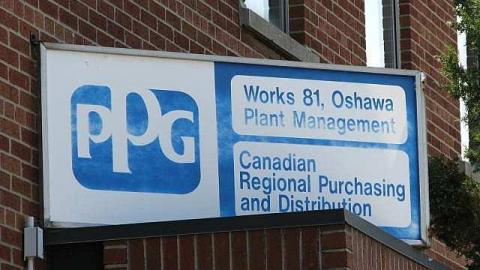 PPG
Works 81, Oshawa
Plant Management
Canadian
Regional Purchasing
and Distribution